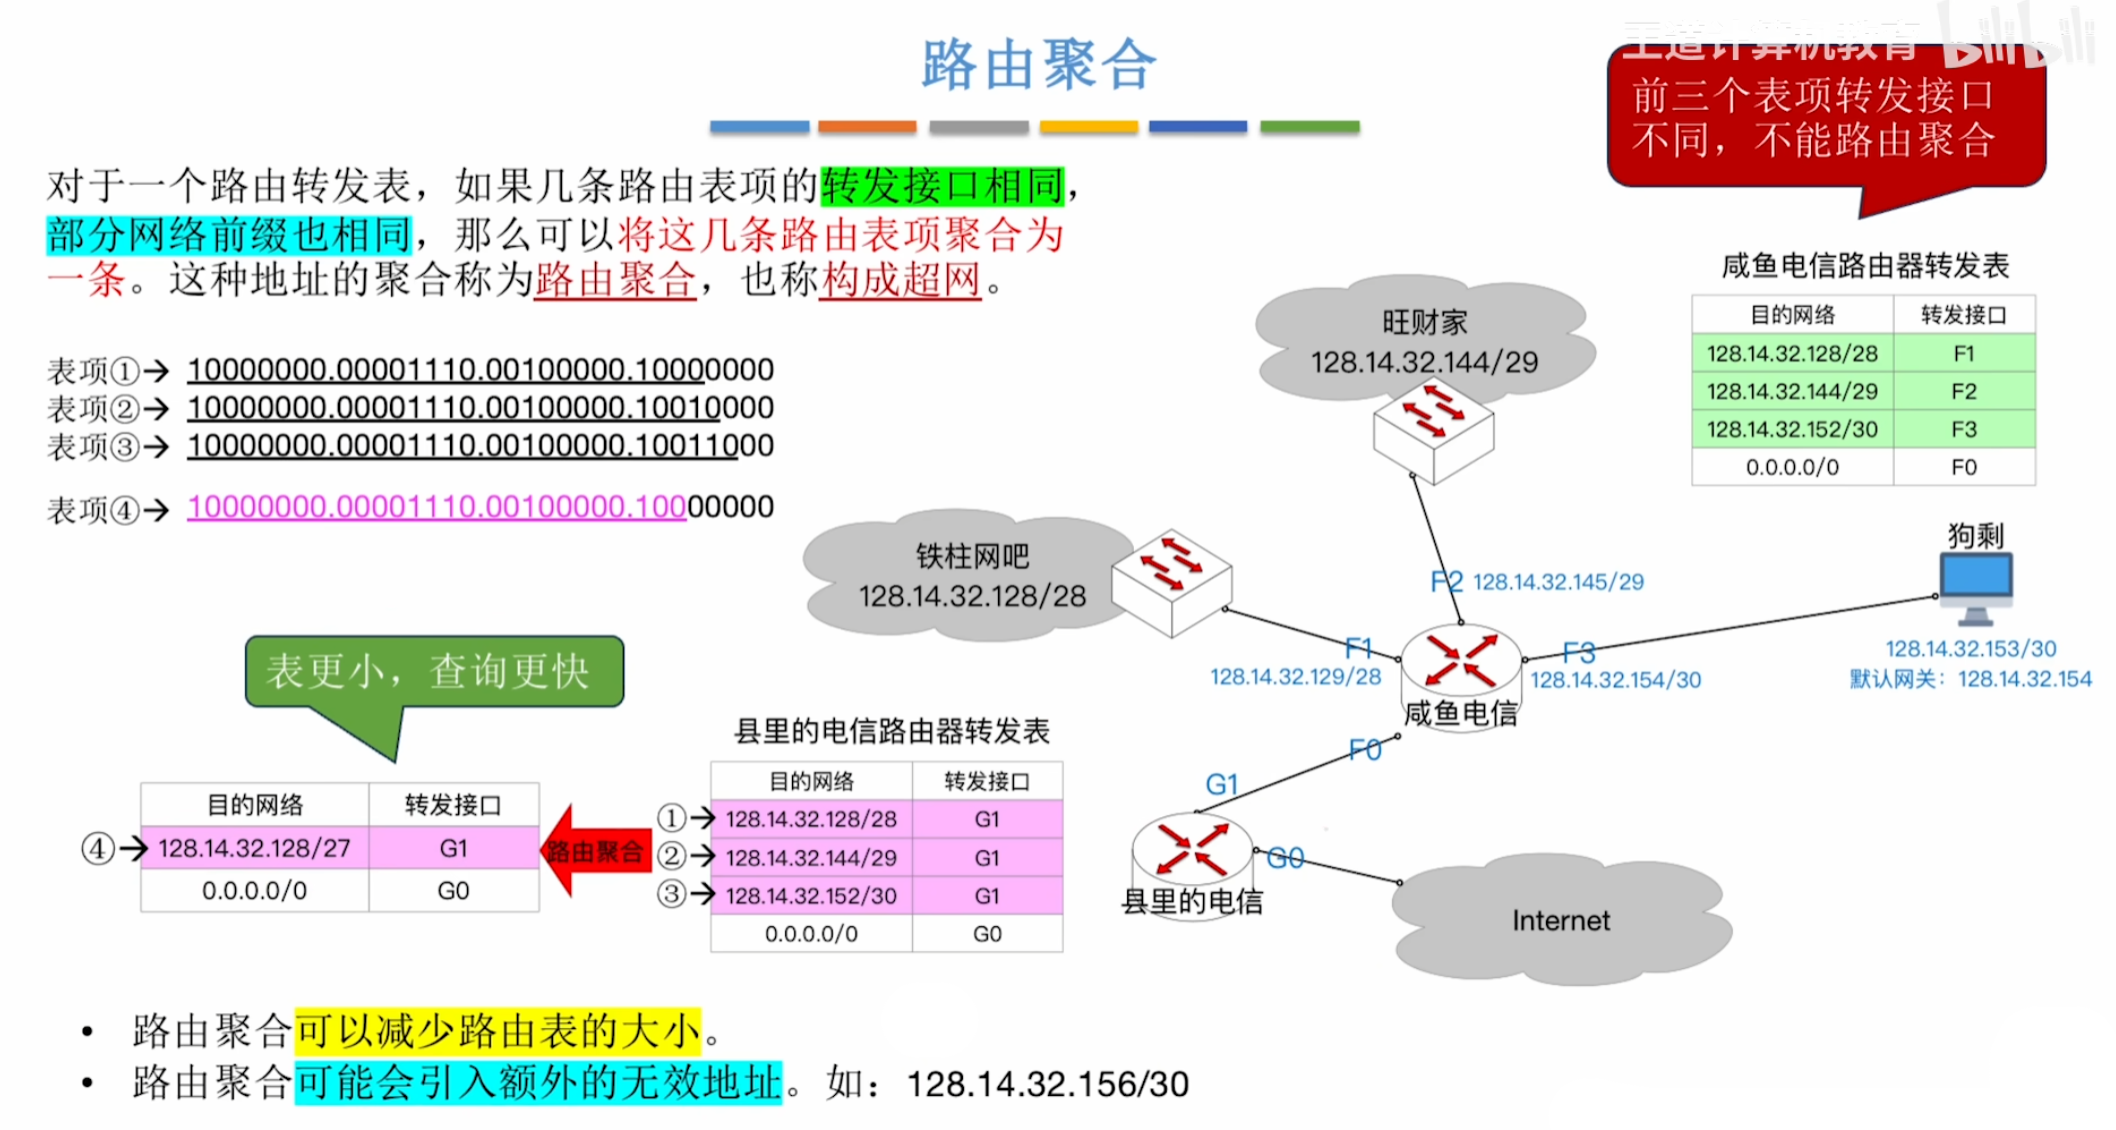 王道计算机教育 bilibili
路由聚合
前三个表项转发接口
不同，不能路由聚合
对于一个路由转发表，如果几条路由表项的转发接口相同，
部分网络前缀也相同，那么可以将这几条路由表项聚合为
一条。这种地址的聚合称为路由聚合，也称构成超网。
表项①→ 10000000.00001110.00100000.10000000
表项②→ 10000000.00001110.00100000.10010000
表项③→ 10000000.00001110.00100000.10011000
表项④→ 10000000.00001110.00100000.10000000
咸鱼电信路由器转发表
目的网络 转发接口
128.14.32.128/28 F1
128.14.32.144/29 F2
128.14.32.152/30 F3
0.0.0.0/0 F0
旺财家
128.14.32.144/29
铁柱网吧
128.14.32.128/28
F2 128.14.32.145/29
F1
128.14.32.129/28
F3
128.14.32.154/30
狗剩
128.14.32.153/30
默认网关：128.14.32.154
咸鱼电信
F0
G1
G0
县里的电信
Internet
表更小，查询更快
目的网络 转发接口
④→ 128.14.32.128/27 G1
0.0.0.0/0 G0
路由聚合
县里的电信路由器转发表
目的网络 转发接口
①→ 128.14.32.128/28 G1
②→ 128.14.32.144/29 G1
③→ 128.14.32.152/30 G1
0.0.0.0/0 G0
• 路由聚合可以减少路由表的大小。
• 路由聚合可能会引入额外的无效地址。如：128.14.32.156/30